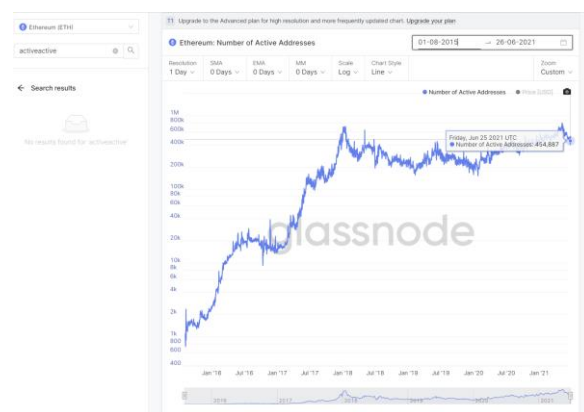 Ethereum (ETH)
activeactive
Search results
No results found for activeactive
T1 Upgrade to the Advanced plan for high resolution and more frequently updated chart. Upgrade your plan
Ethereum: Number of Active Addresses
01-08-2015 → 26-06-2021
Resolution SMA EMA MM Scale Chart Style Zoom
1 Day 0 Days 0 Days 0 Days Log Line Custom
Number of Active Addresses Price [USD]
Friday, Jun 25 2021 UTC
Number of Active Addresses: 454,887
1M
800k
600k
400k
200k
100k
80k
60k
40k
20k
10k
8k
6k
4k
2k
1k
800
600
400
glassnode
Jan '16 Jul '16 Jan '17 Jul '17 Jan '18 Jul '18 Jan '19 Jul '19 Jan '20 Jul '20 Jan '21
2016 2017 2018 2019 2020 2021